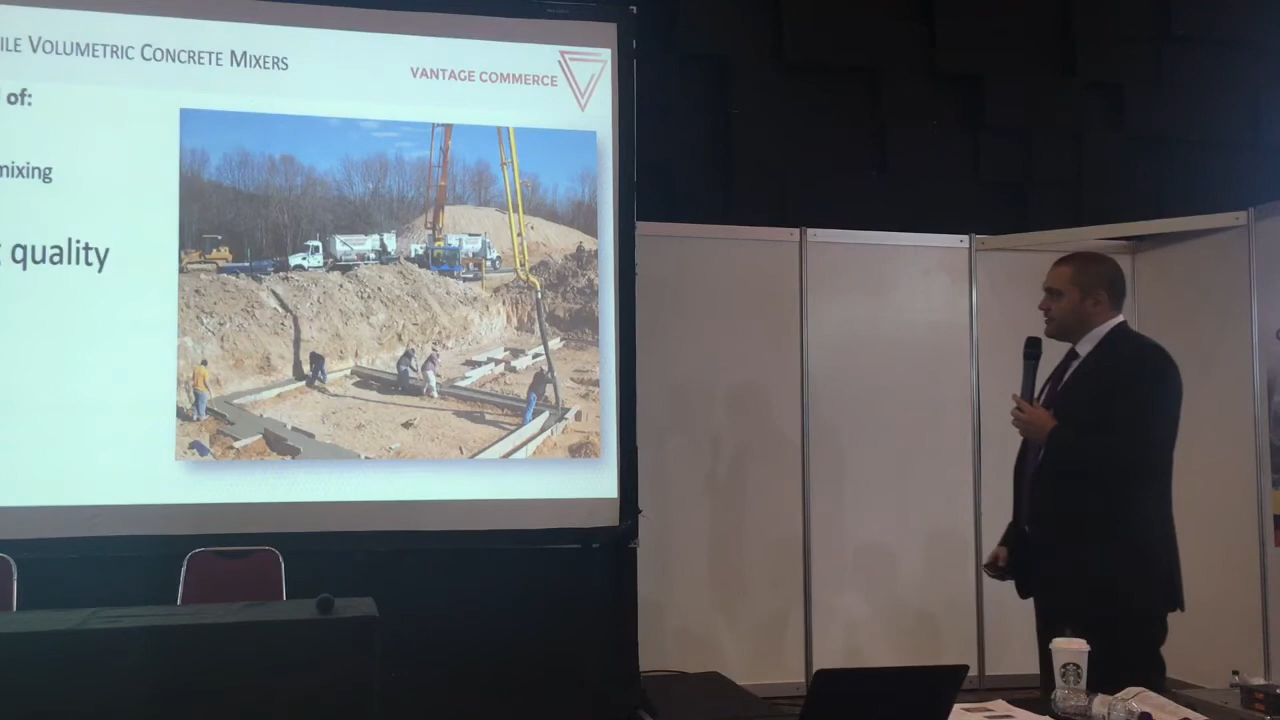 ILE VOLUMETRIC CONCRETE MIXERS
VANTAGE COMMERCE
of:
mixing
quality